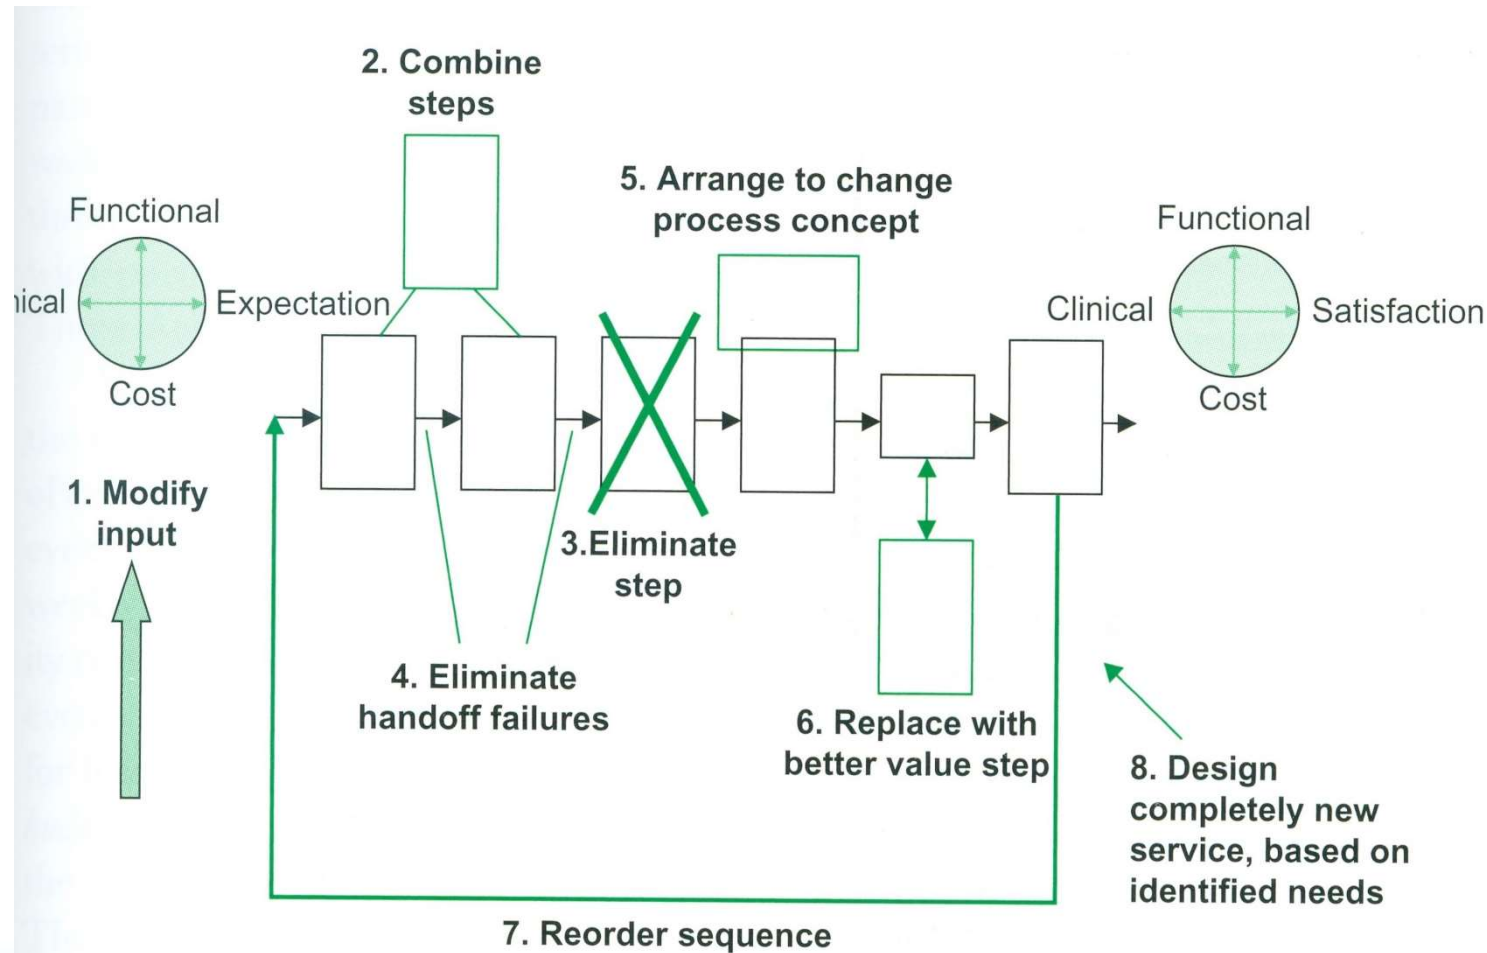 2. Combine
steps
5. Arrange to change
process concept
Functional
Expectation
Cost
Functional
Clinical
Satisfaction
Cost
1. Modify
input
3.Eliminate
step
4. Eliminate
handoff failures
6. Replace with
better value step
8. Design
completely new
service, based on
identified needs
7. Reorder sequence